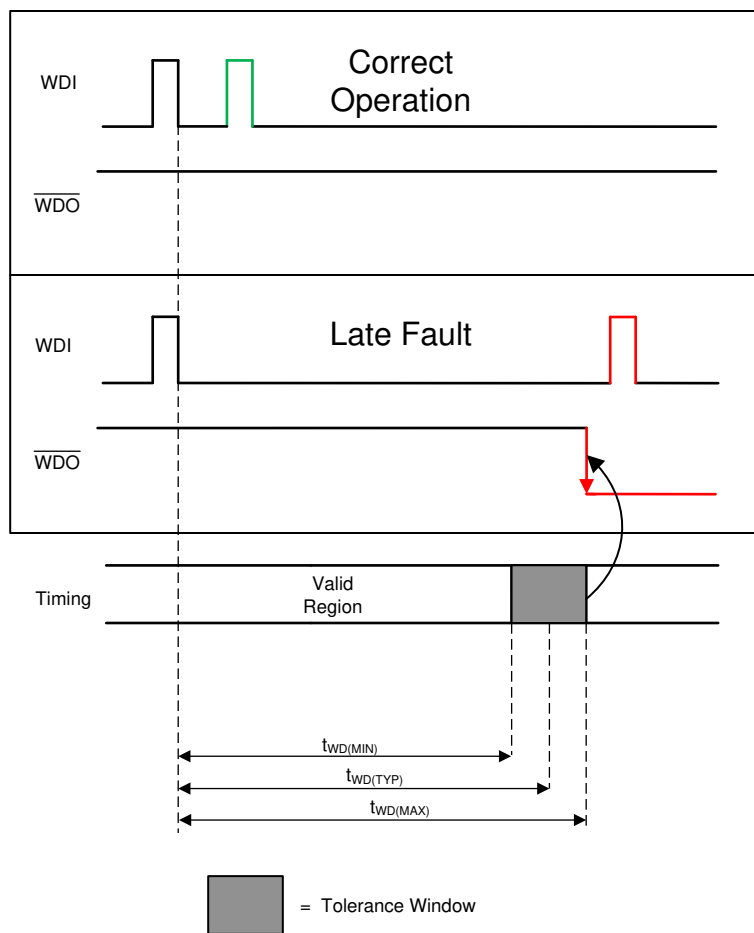 WDI
Correct
Operation
WDO
WDI
Late Fault
WDO
Timing
Valid
Region
tWD(MIN)
tWD(TYP)
tWD(MAX)
= Tolerance Window